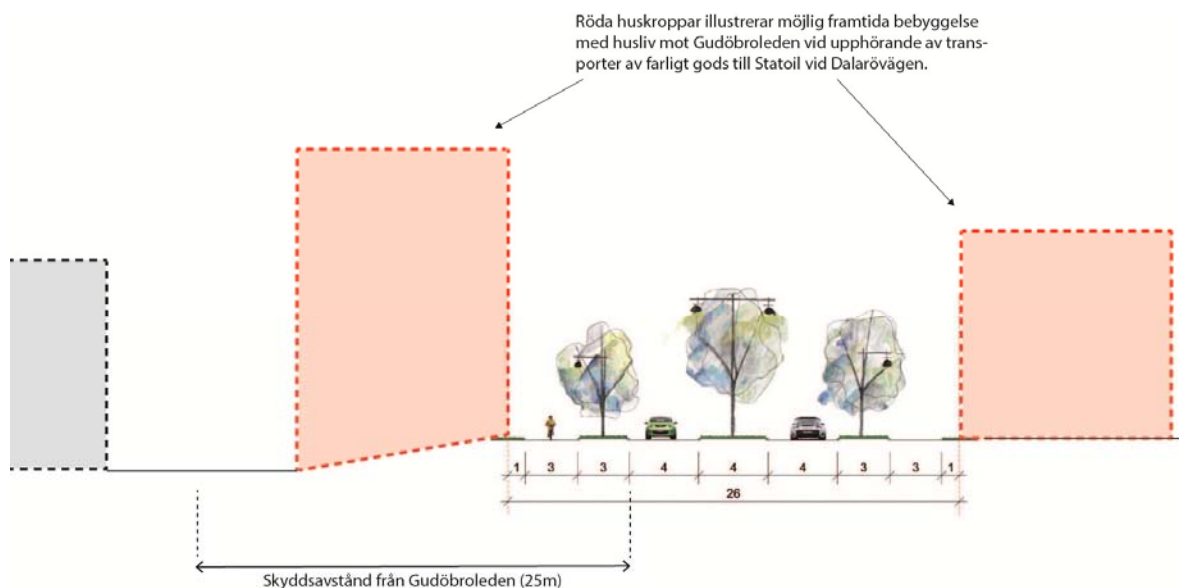 Röda huskroppar illustrerar möjlig framtida bebyggelse
med husliv mot Gudöbroleden vid upphörande av trans-
porter av farligt gods till Statoil vid Dalarövägen.
1 3 3 4 4 4 3 3 1
26
Skyddsavstånd från Gudöbroleden (25m)